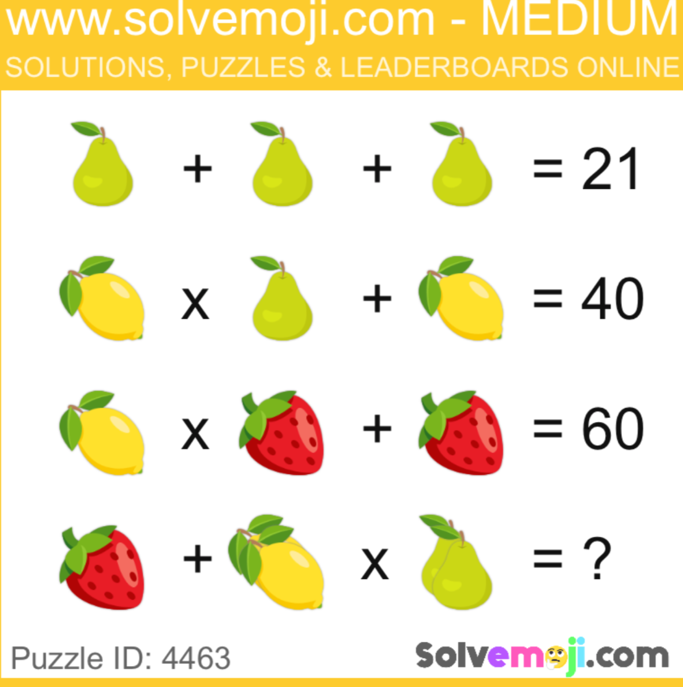 www.solvemoji.com - MEDIUM
SOLUTIONS, PUZZLES & LEADERBOARDS ONLINE
+ + = 21
x + = 40
x + = 60
+ x = ?
Puzzle ID: 4463
Solvemoji.com